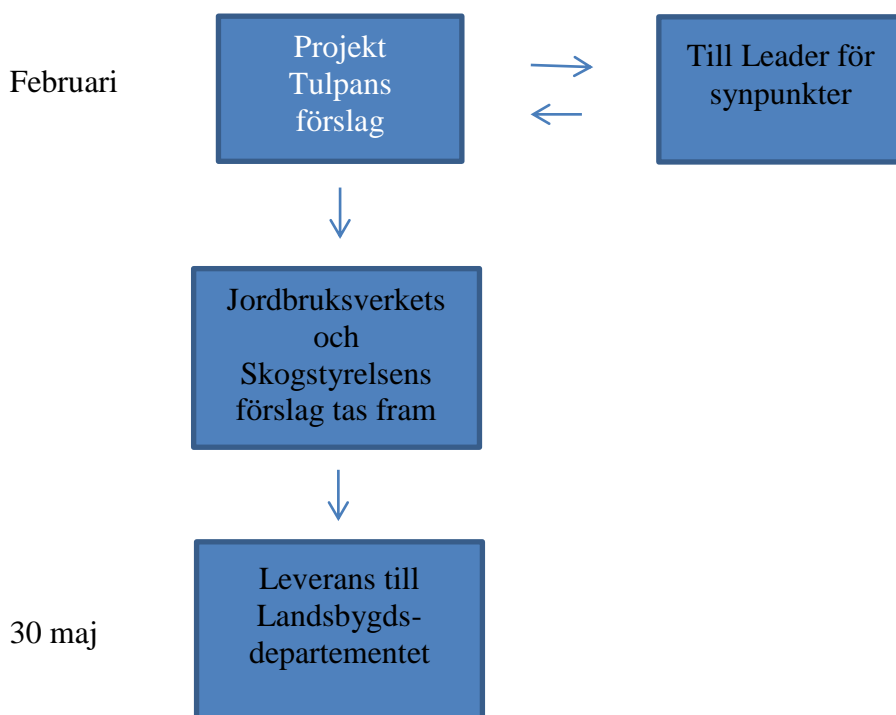 Februari
Projekt
Tulpans
förslag
Till Leader för
synpunkter
Jordbruksverkets
och
Skogstyrelsens
förslag tas fram
30 maj
Leverans till
Landsbygds-
departementet